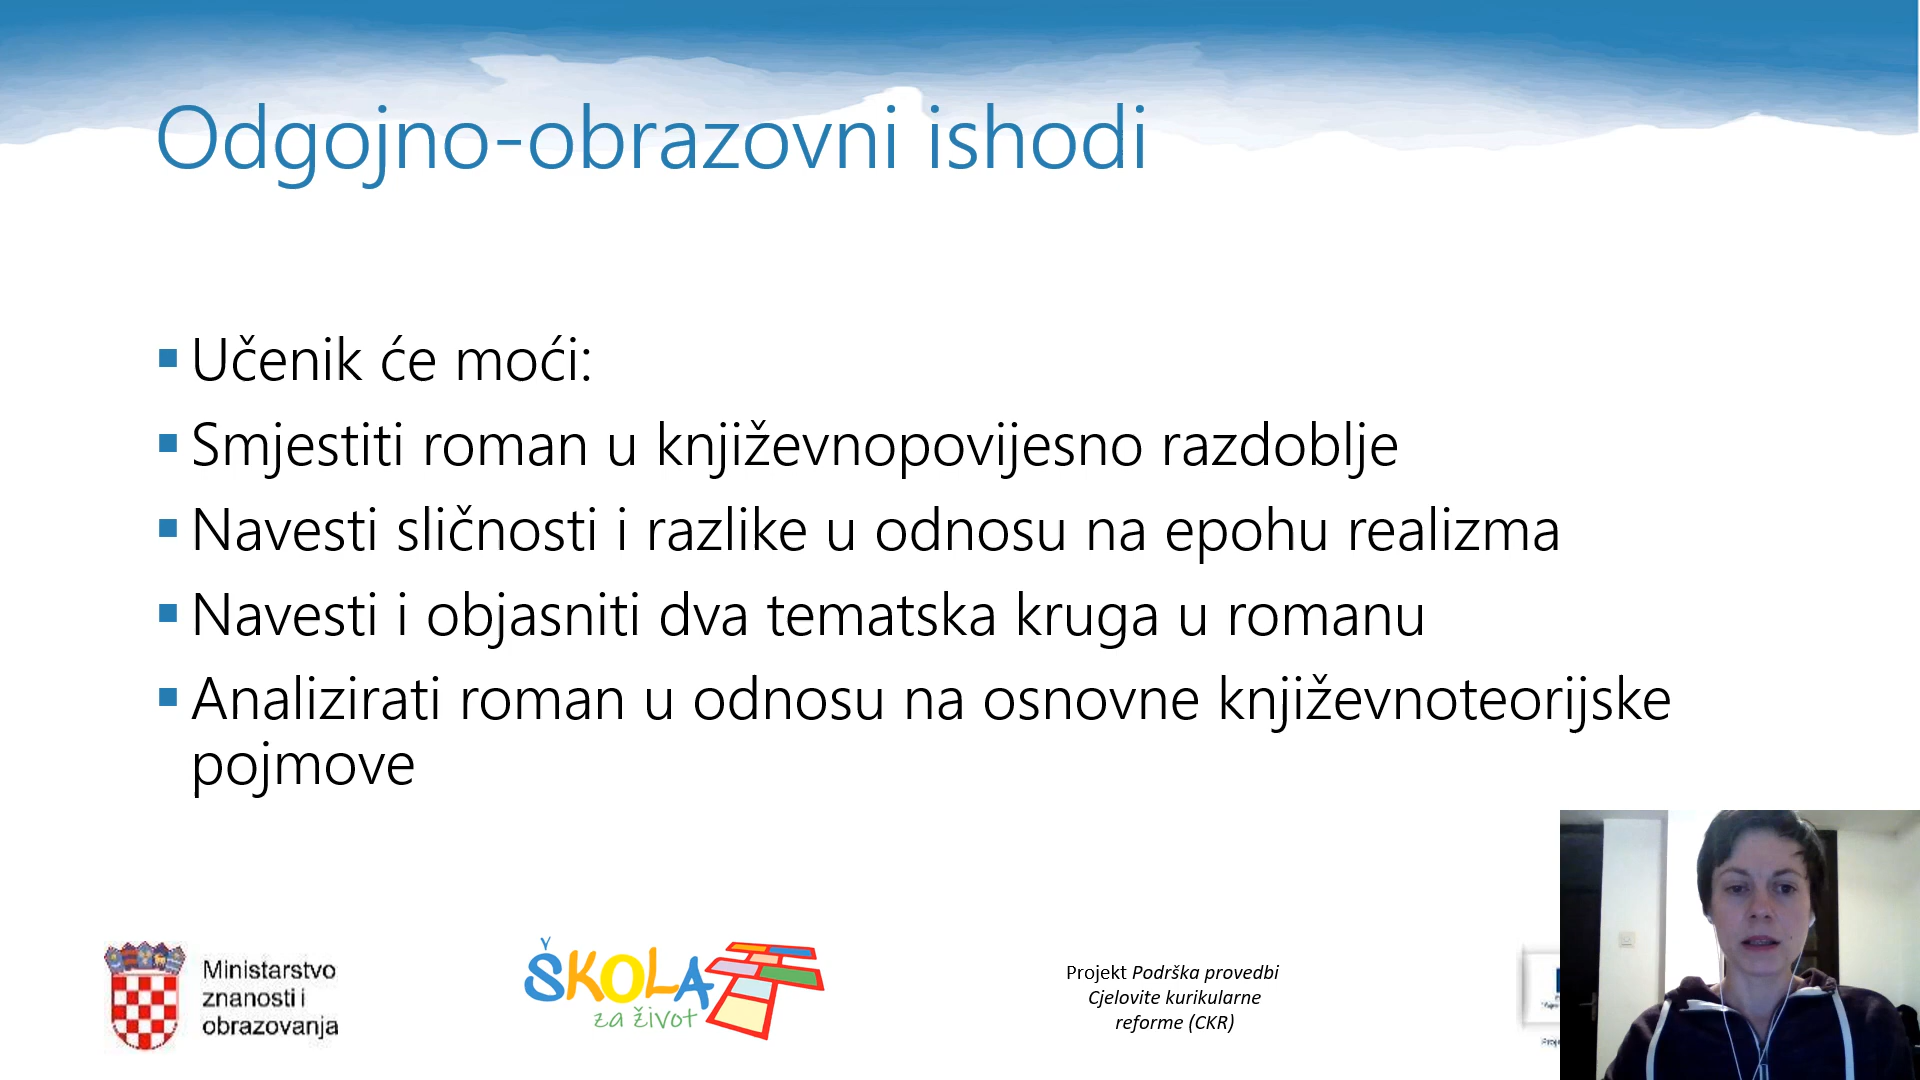 Odgojno-obrazovni ishodi
Učenik će moći:
Smjestiti roman u književnopovijesno razdoblje
Navesti sličnosti i razlike u odnosu na epohu realizma
Navesti i objasniti dva tematska kruga u romanu
Analizirati roman u odnosu na osnovne književnoteorijske
pojmove
Ministarstvo
znanosti i
obrazovanja
ŠKOLA
za život
Projekt Podrška provedbi
Cjelovite kurikularne
reforme (CKR)